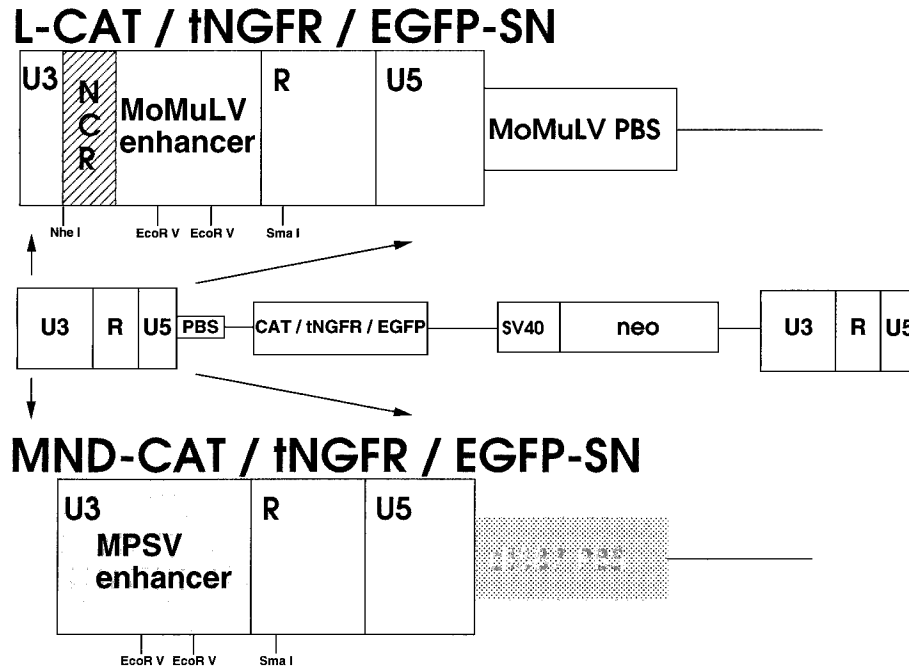 L-CAT / tNGFR / EGFP-SN
U3
NCR
MoMuLV
enhancer
R
U5
MoMuLV PBS
Nhe I
EcoR V
EcoR V
Sma I
U3
R
U5
PBS
CAT / tNGFR / EGFP
SV40
neo
U3
R
U5
MND-CAT / tNGFR / EGFP-SN
U3
MPSV
enhancer
R
U5
EcoR V
EcoR V
Sma I